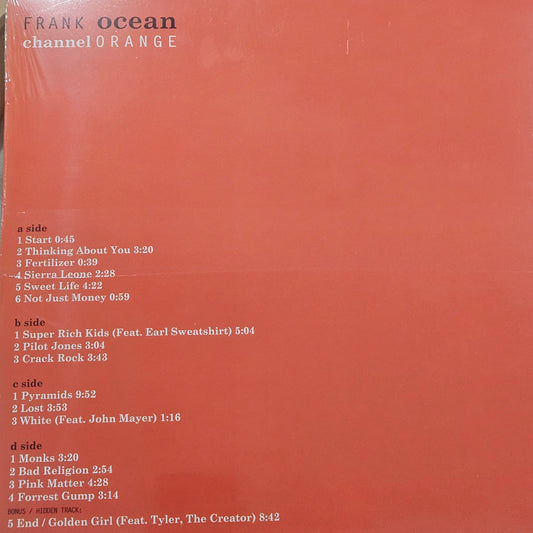 FRANK ocean
channel ORANGE
a side
1 Start 0:45
2 Thinking About You 3:20
3 Fertilizer 0:39
4 Sierra Leone 2:28
5 Sweet Life 4:22
6 Not Just Money 0:59
b side
1 Super Rich Kids (Feat. Earl Sweatshirt) 5:04
2 Pilot Jones 3:04
3 Crack Rock 3:43
c side
1 Pyramids 9:52
2 Lost 3:53
3 White (Feat. John Mayer) 1:16
d side
1 Monks 3:20
2 Bad Religion 2:54
3 Pink Matter 4:28
4 Forrest Gump 3:14
BONUS / HIDDEN TRACK:
5 End / Golden Girl (Feat. Tyler, The Creator) 8:42